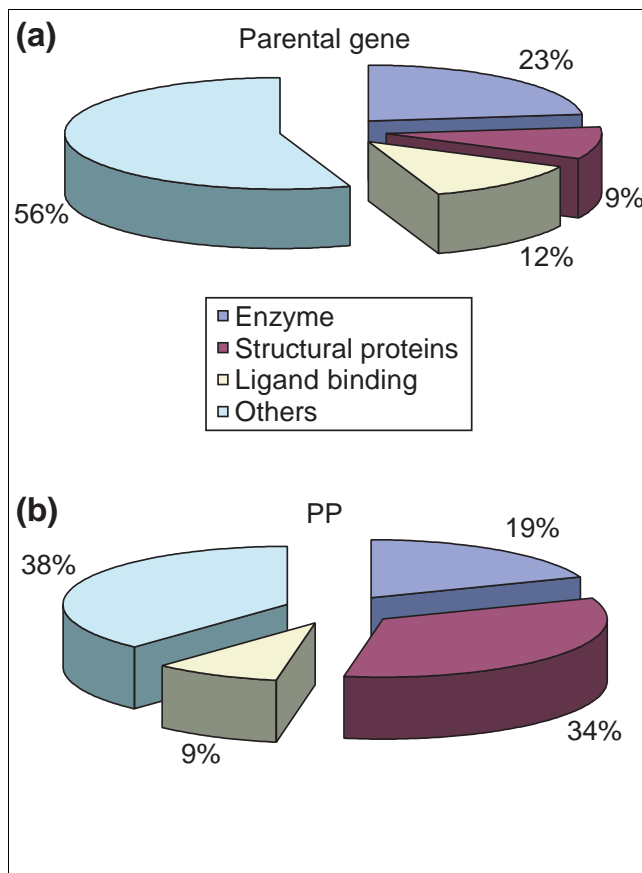 (a)
Parental gene
23%
56%
9%
12%
Enzyme
Structural proteins
Ligand binding
Others
(b)
PP
19%
38%
34%
9%